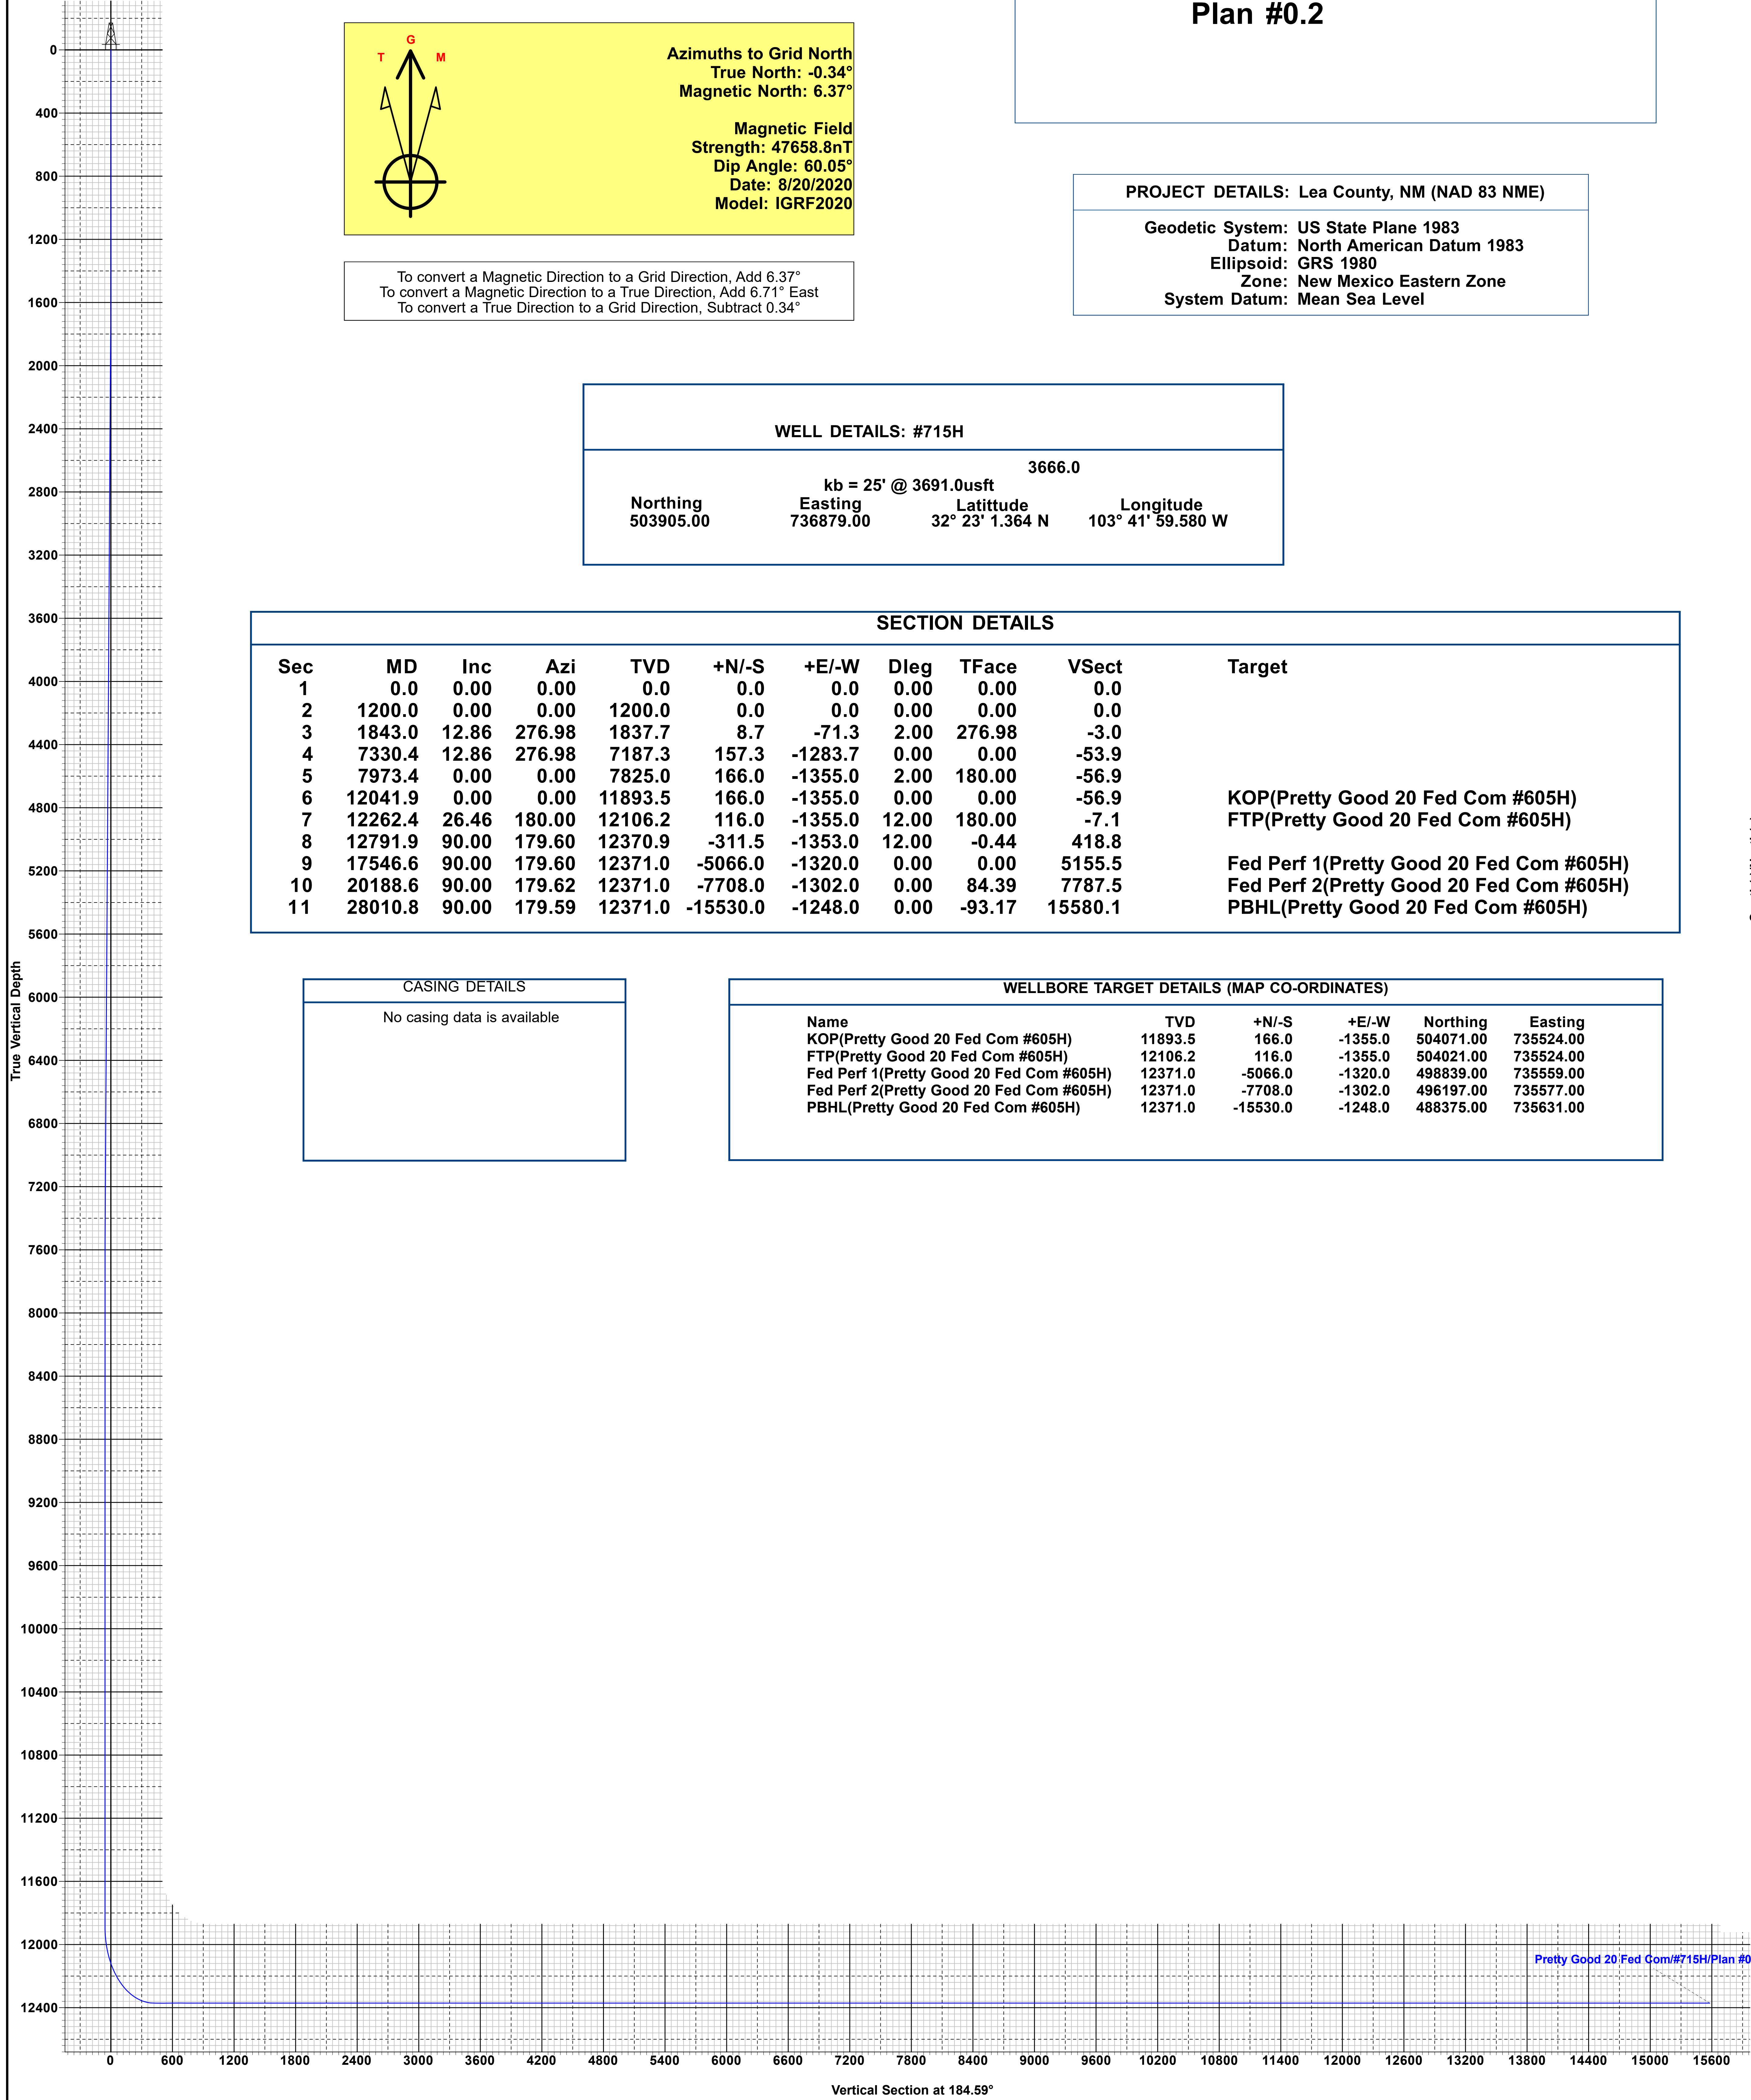 Plan #0.2
T G M
Azimuths to Grid North
True North: -0.34°
Magnetic North: 6.37°
Magnetic Field
Strength: 47658.8nT
Dip Angle: 60.05°
Date: 8/20/2020
Model: IGRF2020
To convert a Magnetic Direction to a Grid Direction, Add 6.37°
To convert a Magnetic Direction to a True Direction, Add 6.71° East
To convert a True Direction to a Grid Direction, Subtract 0.34°
PROJECT DETAILS: Lea County, NM (NAD 83 NME)
Geodetic System: US State Plane 1983
Datum: North American Datum 1983
Ellipsoid: GRS 1980
Zone: New Mexico Eastern Zone
System Datum: Mean Sea Level
WELL DETAILS: #715H
3666.0
kb = 25' @ 3691.0usft
Northing Easting Latittude Longitude
503905.00 736879.00 32° 23' 1.364 N 103° 41' 59.580 W
SECTION DETAILS
Sec MD Inc Azi TVD +N/-S +E/-W Dleg TFace VSect Target
1 0.0 0.00 0.00 0.0 0.0 0.0 0.00 0.00 0.0
2 1200.0 0.00 0.00 1200.0 0.0 0.0 0.00 0.00 0.0
3 1843.0 12.86 276.98 1837.7 8.7 -71.3 2.00 276.98 -3.0
4 7330.4 12.86 276.98 7187.3 157.3 -1283.7 0.00 0.00 -53.9
5 7973.4 0.00 0.00 7825.0 166.0 -1355.0 2.00 180.00 -56.9
6 12041.9 0.00 0.00 11893.5 166.0 -1355.0 0.00 0.00 -56.9 KOP(Pretty Good 20 Fed Com #605H)
7 12262.4 26.46 180.00 12106.2 116.0 -1355.0 12.00 180.00 -7.1 FTP(Pretty Good 20 Fed Com #605H)
8 12791.9 90.00 179.60 12370.9 -311.5 -1353.0 12.00 -0.44 418.8
9 17546.6 90.00 179.60 12371.0 -5066.0 -1320.0 0.00 0.00 5155.5 Fed Perf 1(Pretty Good 20 Fed Com #605H)
10 20188.6 90.00 179.62 12371.0 -7708.0 -1302.0 0.00 84.39 7787.5 Fed Perf 2(Pretty Good 20 Fed Com #605H)
11 28010.8 90.00 179.59 12371.0 -15530.0 -1248.0 0.00 -93.17 15580.1 PBHL(Pretty Good 20 Fed Com #605H)
CASING DETAILS
No casing data is available
WELLBORE TARGET DETAILS (MAP CO-ORDINATES)
Name TVD +N/-S +E/-W Northing Easting
KOP(Pretty Good 20 Fed Com #605H) 11893.5 166.0 -1355.0 504071.00 735524.00
FTP(Pretty Good 20 Fed Com #605H) 12106.2 116.0 -1355.0 504021.00 735524.00
Fed Perf 1(Pretty Good 20 Fed Com #605H) 12371.0 -5066.0 -1320.0 498839.00 735559.00
Fed Perf 2(Pretty Good 20 Fed Com #605H) 12371.0 -7708.0 -1302.0 496197.00 735577.00
PBHL(Pretty Good 20 Fed Com #605H) 12371.0 -15530.0 -1248.0 488375.00 735631.00
True Vertical Depth
0
400
800
1200
1600
2000
2400
2800
3200
3600
4000
4400
4800
5200
5600
6000
6400
6800
7200
7600
8000
8400
8800
9200
9600
10000
10400
10800
11200
11600
12000
12400
Pretty Good 20 Fed Com/#715H/Plan #0
0 600 1200 1800 2400 3000 3600 4200 4800 5400 6000 6600 7200 7800 8400 9000 9600 10200 10800 11400 12000 12600 13200 13800 14400 15000 15600
Vertical Section at 184.59°